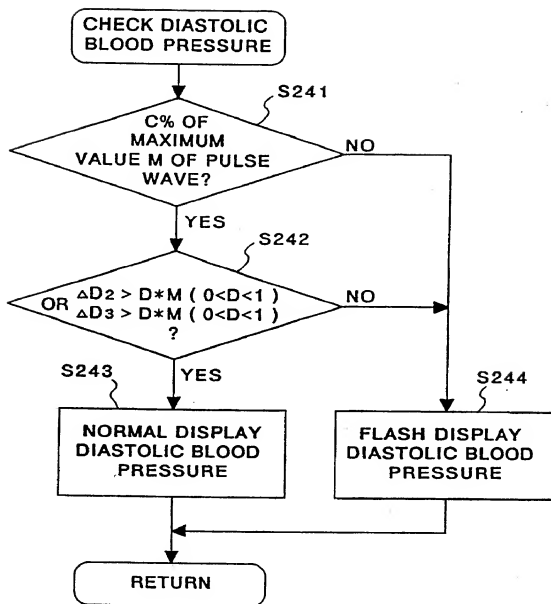 CHECK DIASTOLIC
BLOOD PRESSURE
S241
C% OF
MAXIMUM
VALUE M OF PULSE
WAVE?
NO
YES
S242
OR ΔD2 > D*M ( 0<D<1 )
ΔD3 > D*M ( 0<D<1 )
?
NO
YES
S243
S244
NORMAL DISPLAY
DIASTOLIC BLOOD
PRESSURE
FLASH DISPLAY
DIASTOLIC BLOOD
PRESSURE
RETURN